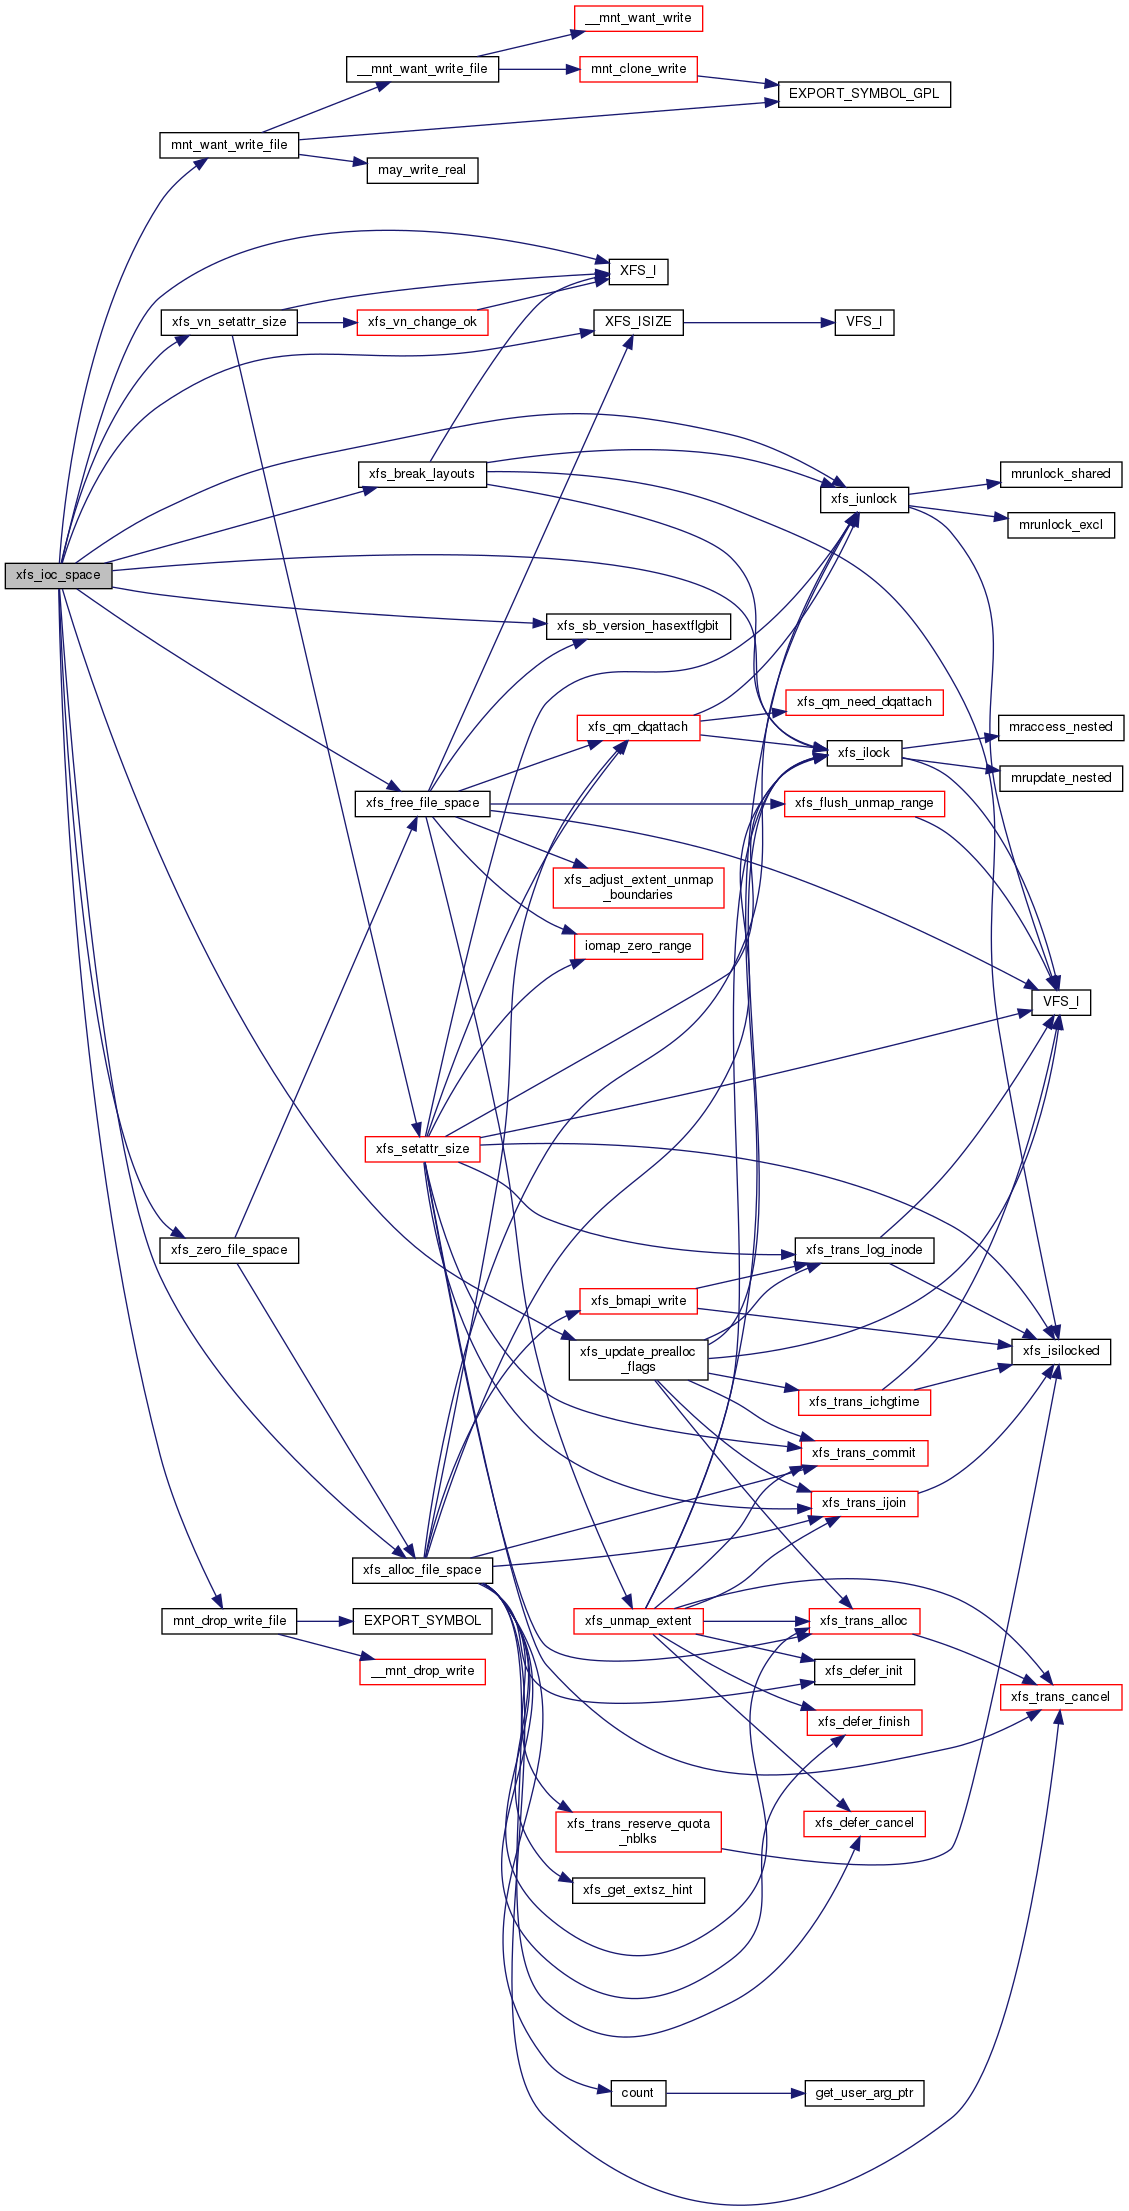 __mnt_want_write
__mnt_want_write_file
mnt_clone_write
EXPORT_SYMBOL_GPL
mnt_want_write_file
may_write_real
XFS_I
xfs_vn_setattr_size
xfs_vn_change_ok
XFS_ISIZE
VFS_I
xfs_break_layouts
mrunlock_shared
xfs_iunlock
mrunlock_excl
xfs_ioc_space
xfs_sb_version_hasextflgbit
xfs_qm_need_dqattach
xfs_qm_dqattach
mraccess_nested
xfs_ilock
mrupdate_nested
xfs_free_file_space
xfs_flush_unmap_range
xfs_adjust_extent_unmap
_boundaries
iomap_zero_range
VFS_I
xfs_setattr_size
xfs_zero_file_space
xfs_trans_log_inode
xfs_bmapi_write
xfs_update_prealloc
_flags
xfs_isilocked
xfs_trans_ichgtime
xfs_trans_commit
xfs_trans_ijoin
xfs_alloc_file_space
mnt_drop_write_file
EXPORT_SYMBOL
xfs_unmap_extent
xfs_trans_alloc
__mnt_drop_write
xfs_defer_init
xfs_trans_cancel
xfs_defer_finish
xfs_trans_reserve_quota
_nblks
xfs_defer_cancel
xfs_get_extsz_hint
count
get_user_arg_ptr